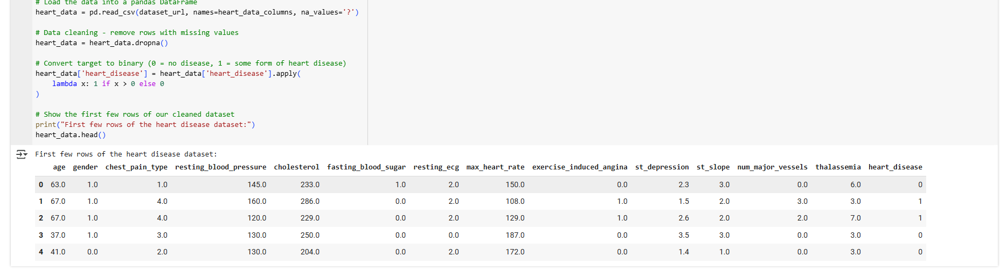 # Load the data into a pandas DataFrame
heart_data = pd.read_csv(dataset_url, names=heart_data_columns, na_values='?')
# Data cleaning - remove rows with missing values
heart_data = heart_data.dropna()
# Convert target to binary (0 = no disease, 1 = some form of heart disease)
heart_data['heart_disease'] = heart_data['heart_disease'].apply(
    lambda x: 1 if x > 0 else 0
)
# Show the first few rows of our cleaned dataset
print("First few rows of the heart disease dataset:")
heart_data.head()
First few rows of the heart disease dataset:
age gender chest_pain_type resting_blood_pressure cholesterol fasting_blood_sugar resting_ecg max_heart_rate exercise_induced_angina st_depression st_slope num_major_vessels thalassemia heart_disease
0 63.0 1.0 1.0 145.0 233.0 1.0 2.0 150.0 0.0 2.3 3.0 0.0 6.0 0
1 67.0 1.0 4.0 160.0 286.0 0.0 2.0 108.0 1.0 1.5 2.0 3.0 3.0 1
2 67.0 1.0 4.0 120.0 229.0 0.0 2.0 129.0 1.0 2.6 2.0 2.0 7.0 1
3 37.0 1.0 3.0 130.0 250.0 0.0 0.0 187.0 0.0 3.5 3.0 0.0 3.0 0
4 41.0 0.0 2.0 130.0 204.0 0.0 2.0 172.0 0.0 1.4 1.0 0.0 3.0 0